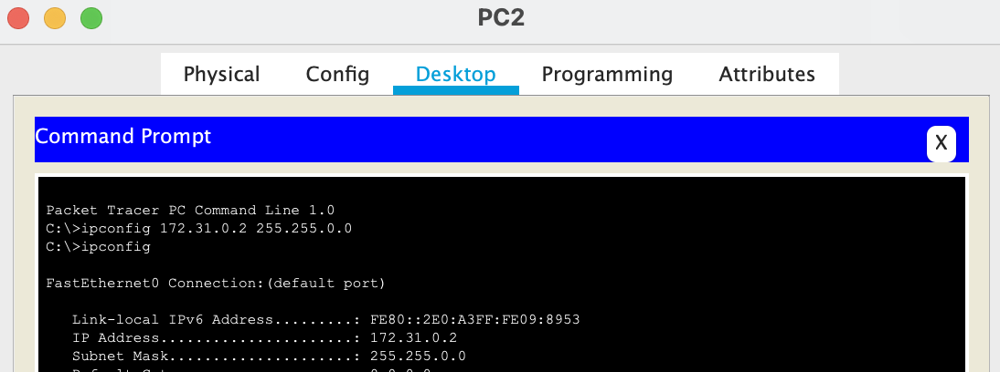 PC2
Physical Config Desktop Programming Attributes
Command Prompt
X
Packet Tracer PC Command Line 1.0
C:\>ipconfig 172.31.0.2 255.255.0.0
C:\>ipconfig
FastEthernet0 Connection:(default port)
Link-local IPv6 Address.........: FE80::2E0:A3FF:FE09:8953
IP Address......................: 172.31.0.2
Subnet Mask.....................: 255.255.0.0